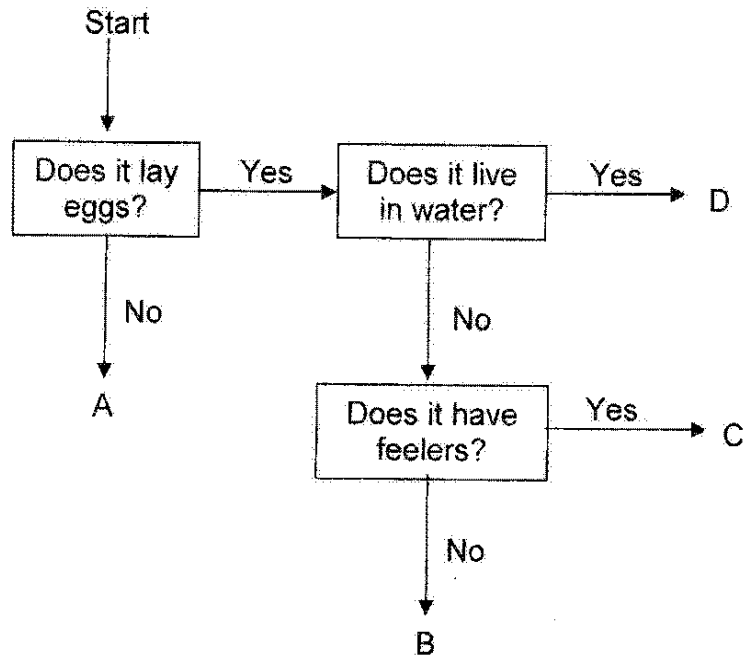 Start
Does it lay
eggs?
Yes
Does it live
in water?
Yes
D
No
A
No
Does it have
feelers?
Yes
C
No
B